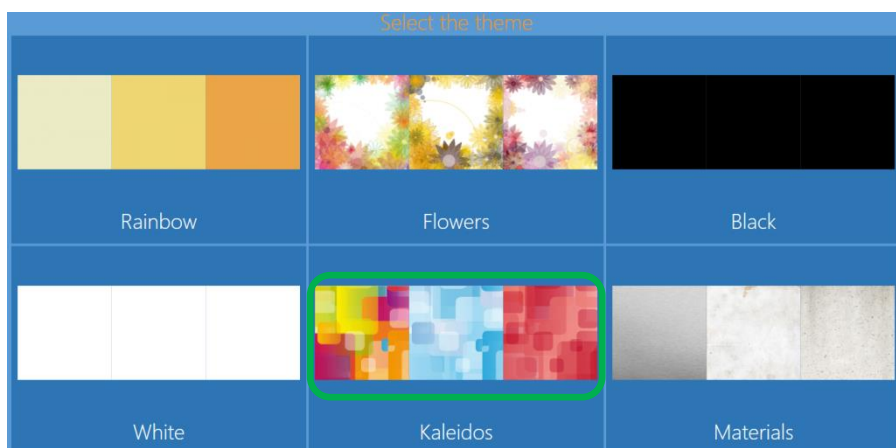 Select the theme
Rainbow
Flowers
Black
White
Kaleidos
Materials